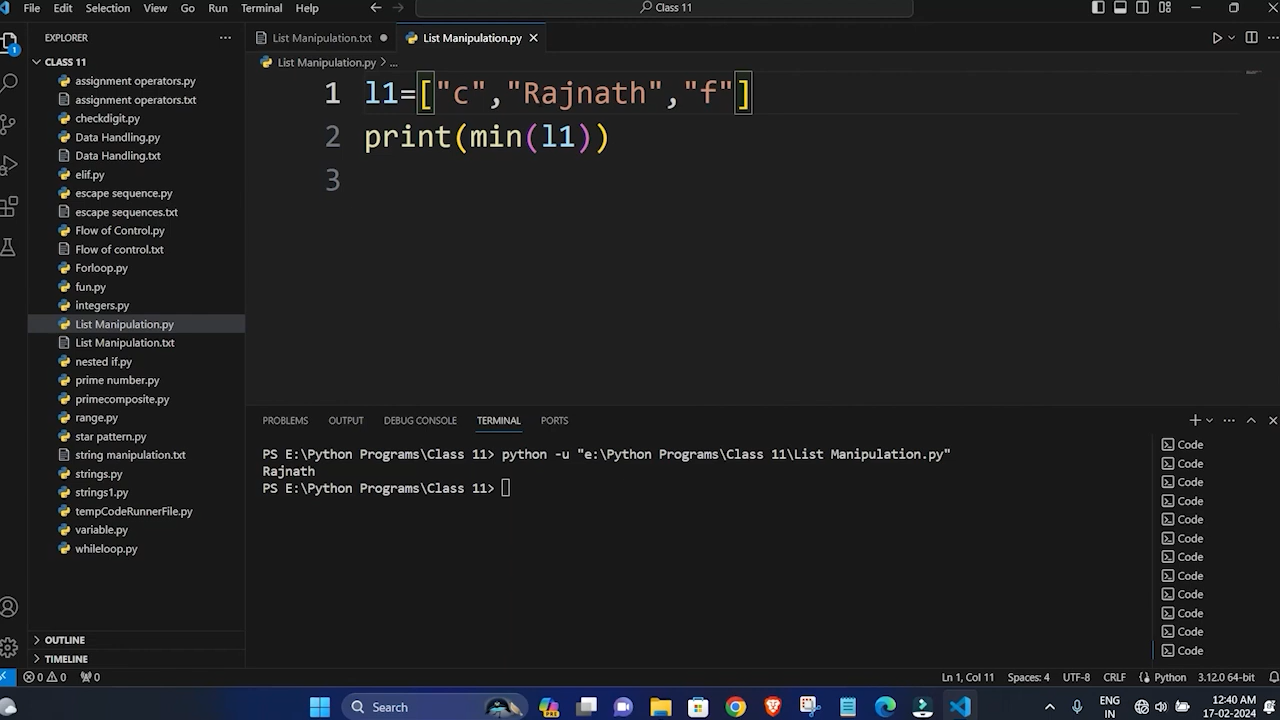 File Edit Selection View Go Run Terminal Help
Class 11
EXPLORER
CLASS 11
1
assignment operators.py
assignment operators.txt
checkdigit.py
Data Handling.py
Data Handling.txt
elif.py
escape sequence.py
escape sequences.txt
Flow of Control.py
Flow of control.txt
Forloop.py
fun.py
integers.py
List Manipulation.py
List Manipulation.txt
nested if.py
prime number.py
primecomposite.py
range.py
star pattern.py
string manipulation.txt
strings.py
strings1.py
tempCodeRunnerFile.py
variable.py
whileloop.py
OUTLINE
TIMELINE
List Manipulation.txt
List Manipulation.py
List Manipulation.py > ...
1 l1=["c","Rajnath","f"]
2 print(min(l1))
3
PROBLEMS OUTPUT DEBUG CONSOLE TERMINAL PORTS
PS E:\Python Programs\Class 11> python -u "e:\Python Programs\Class 11\List Manipulation.py"
Rajnath
PS E:\Python Programs\Class 11>
Code
Code
Code
Code
Code
Code
Code
Code
Code
Code
Code
Code
0 0 0
Ln 1, Col 11 Spaces: 4 UTF-8 CRLF Python 3.12.0 64-bit
Search
PRE
ENG
IN
12:40 AM
17-02-2024